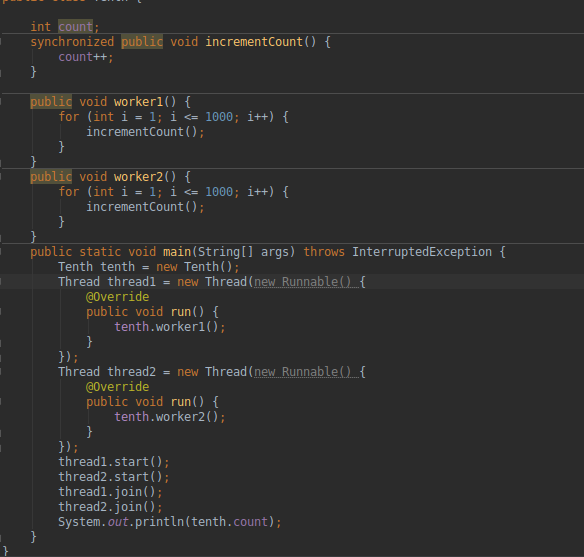 public class Tenth {
int count;
synchronized public void incrementCount() {
count++;
}
public void worker1() {
for (int i = 1; i <= 1000; i++) {
incrementCount();
}
}
public void worker2() {
for (int i = 1; i <= 1000; i++) {
incrementCount();
}
}
public static void main(String[] args) throws InterruptedException {
Tenth tenth = new Tenth();
Thread thread1 = new Thread(new Runnable() {
@Override
public void run() {
tenth.worker1();
}
});
Thread thread2 = new Thread(new Runnable() {
@Override
public void run() {
tenth.worker2();
}
});
thread1.start();
thread2.start();
thread1.join();
thread2.join();
System.out.println(tenth.count);
}
}